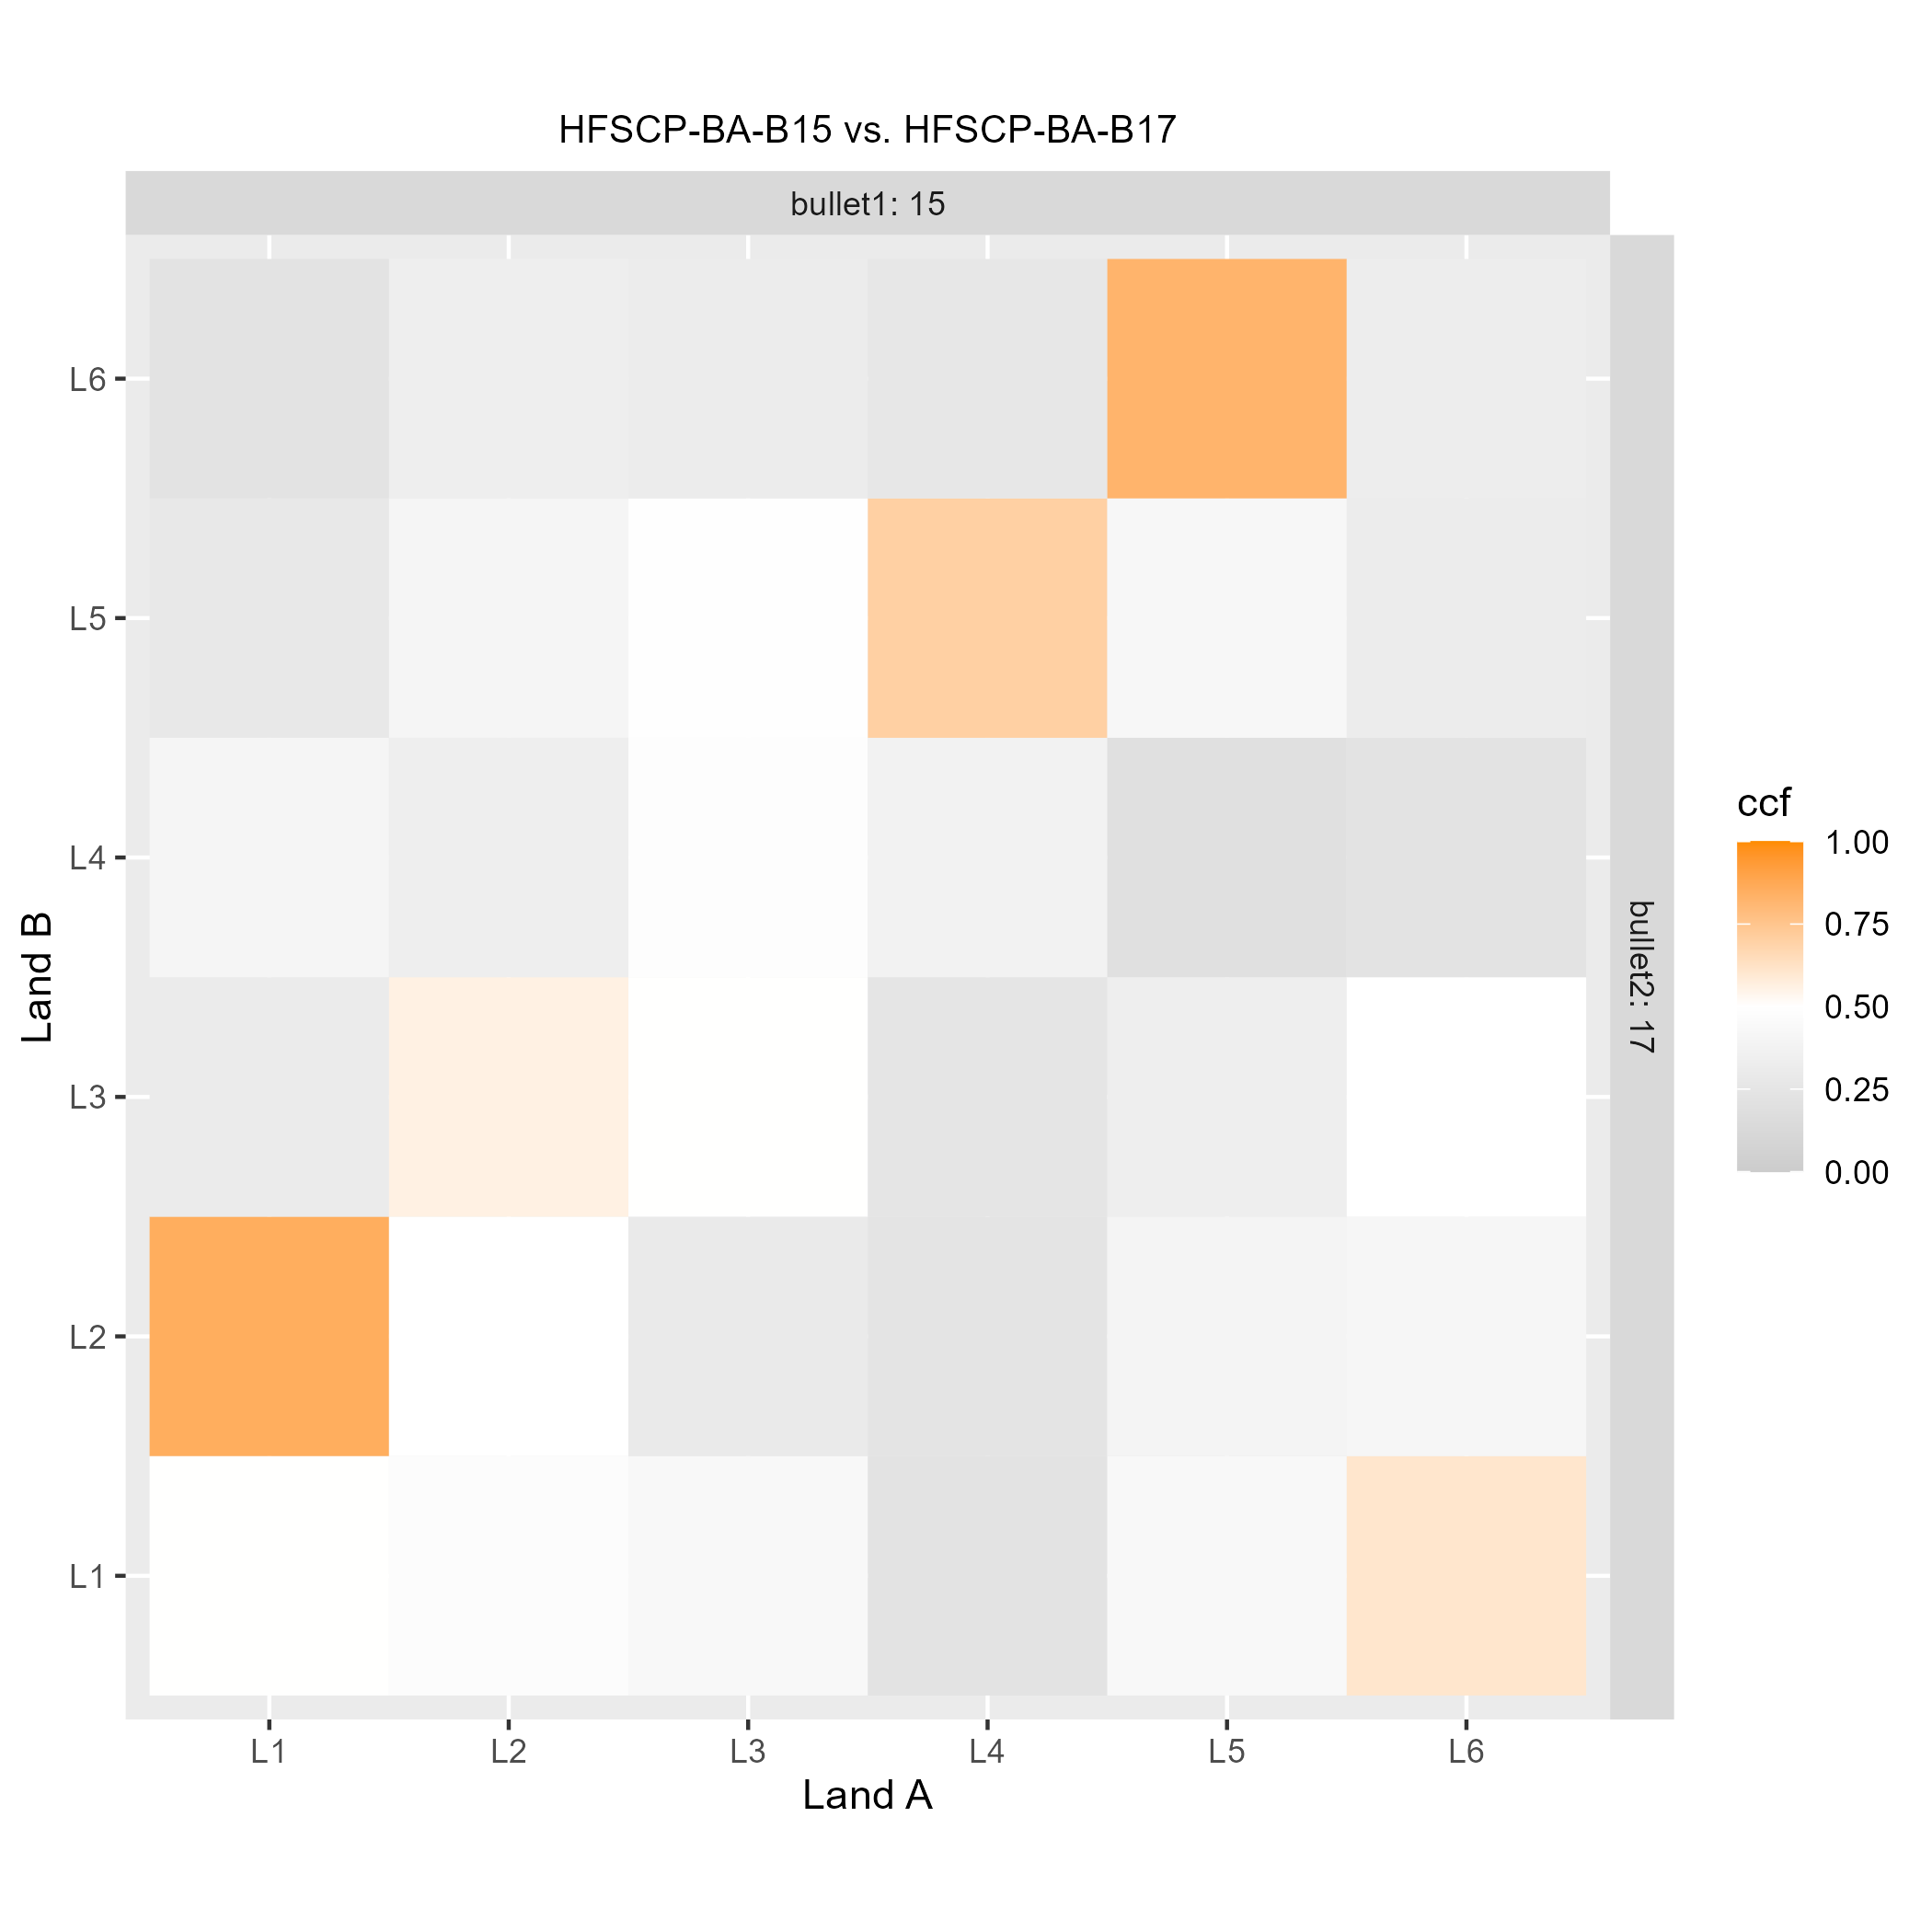 HFSCP-BA-B15 vs. HFSCP-BA-B17
bullet1: 15
bullet2: 17
Land B
L6
L5
L4
L3
L2
L1
L1 L2 L3 L4 L5 L6
Land A
ccf
1.00
0.75
0.50
0.25
0.00